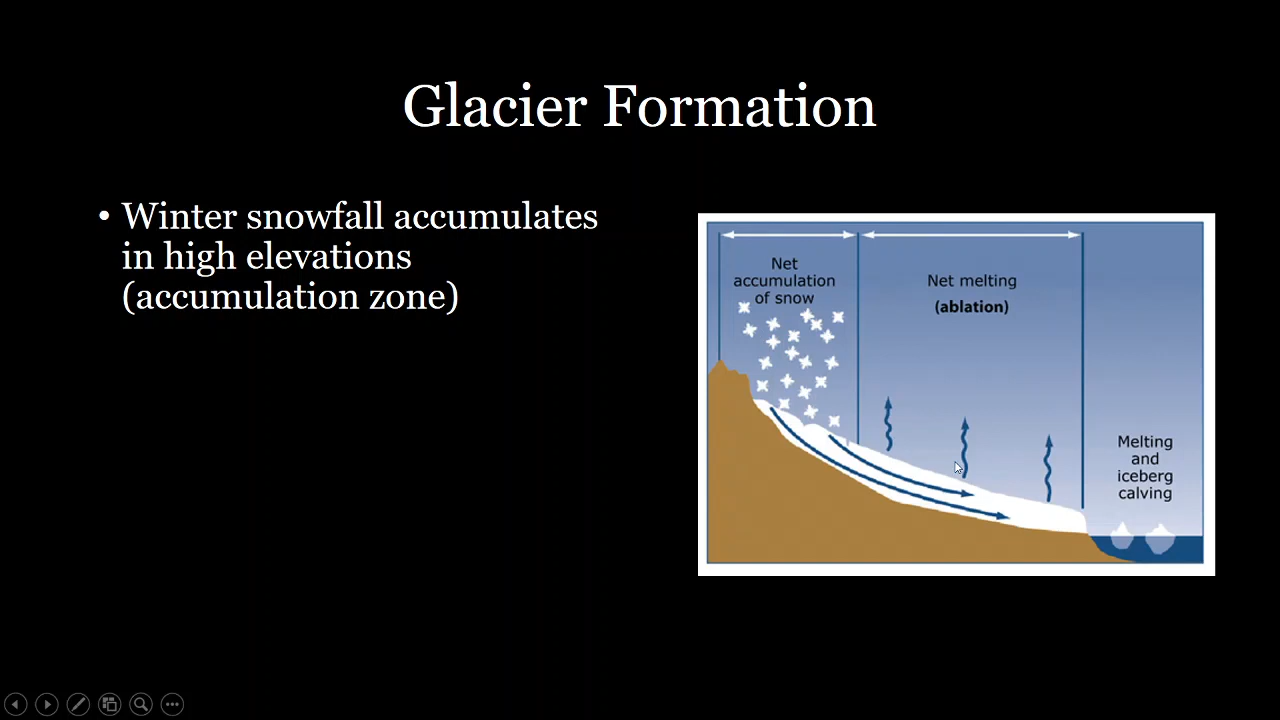 Glacier Formation
• Winter snowfall accumulates
in high elevations
(accumulation zone)
Net
accumulation
of snow
Net melting
(ablation)
Melting
and
iceberg
calving